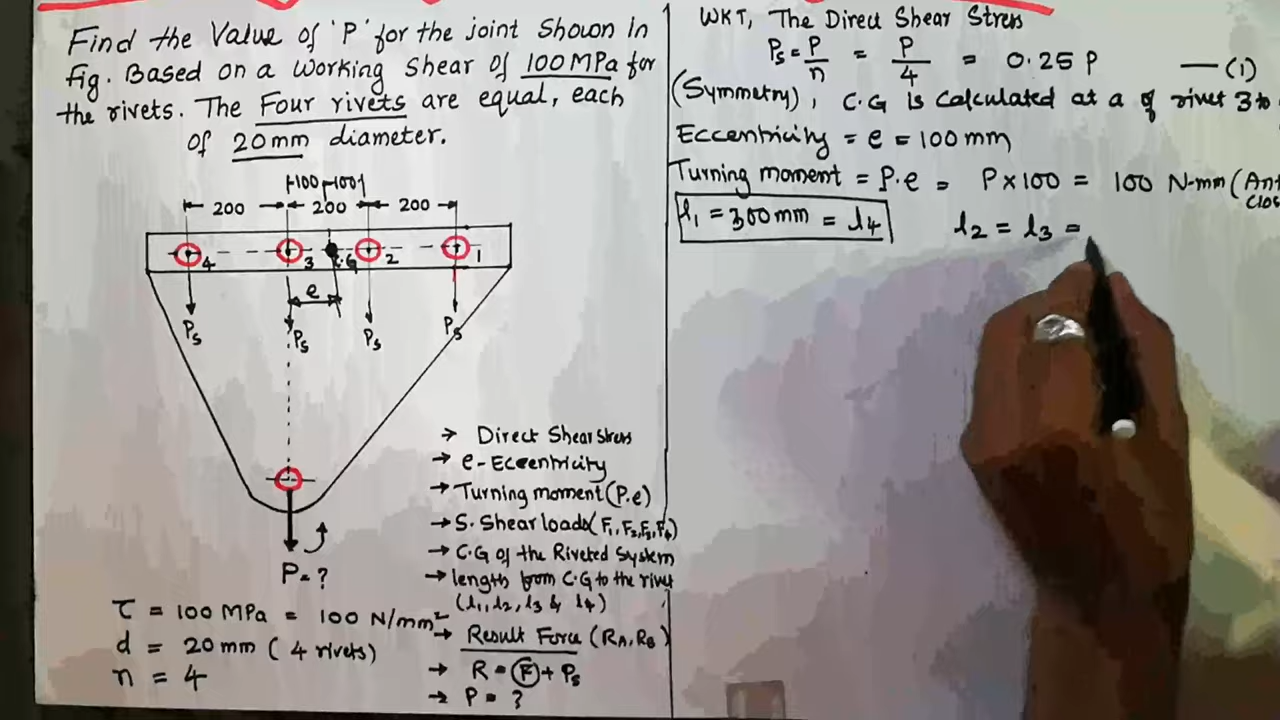 Find the Value of 'P' for the joint Shown in
fig. Based on a Working Shear of 100 MPa for
the rivets. The Four rivets are equal, each
of 20mm diameter.
100 100
200 200 200
4 3 C.G 2 1
e
Ps Ps Ps Ps
P = ?
τ = 100 MPa = 100 N/mm²
d = 20mm ( 4 rivets)
n = 4
→ Direct Shear Stress
→ e-Eccentricity
→ Turning moment (P.e)
→ S. Shear loads (F1, F2, F3, F4)
→ C.G of the Riveted System
→ length from C.G to the rivet
(l1, l2, l3 & l4)
→ Result Force (RA, RB)
→ R = F + Ps
→ P = ?
WKT, The Direct Shear Stress
Ps = P/n = P/4 = 0.25 P —(1)
(Symmetry), C.G is Calculated at a of rivet 3 to
Eccentricity = e = 100 mm
Turning moment = P.e = P x 100 = 100 N-mm (Ant
Cloc
l1 = 300mm = l4 l2 = l3 =